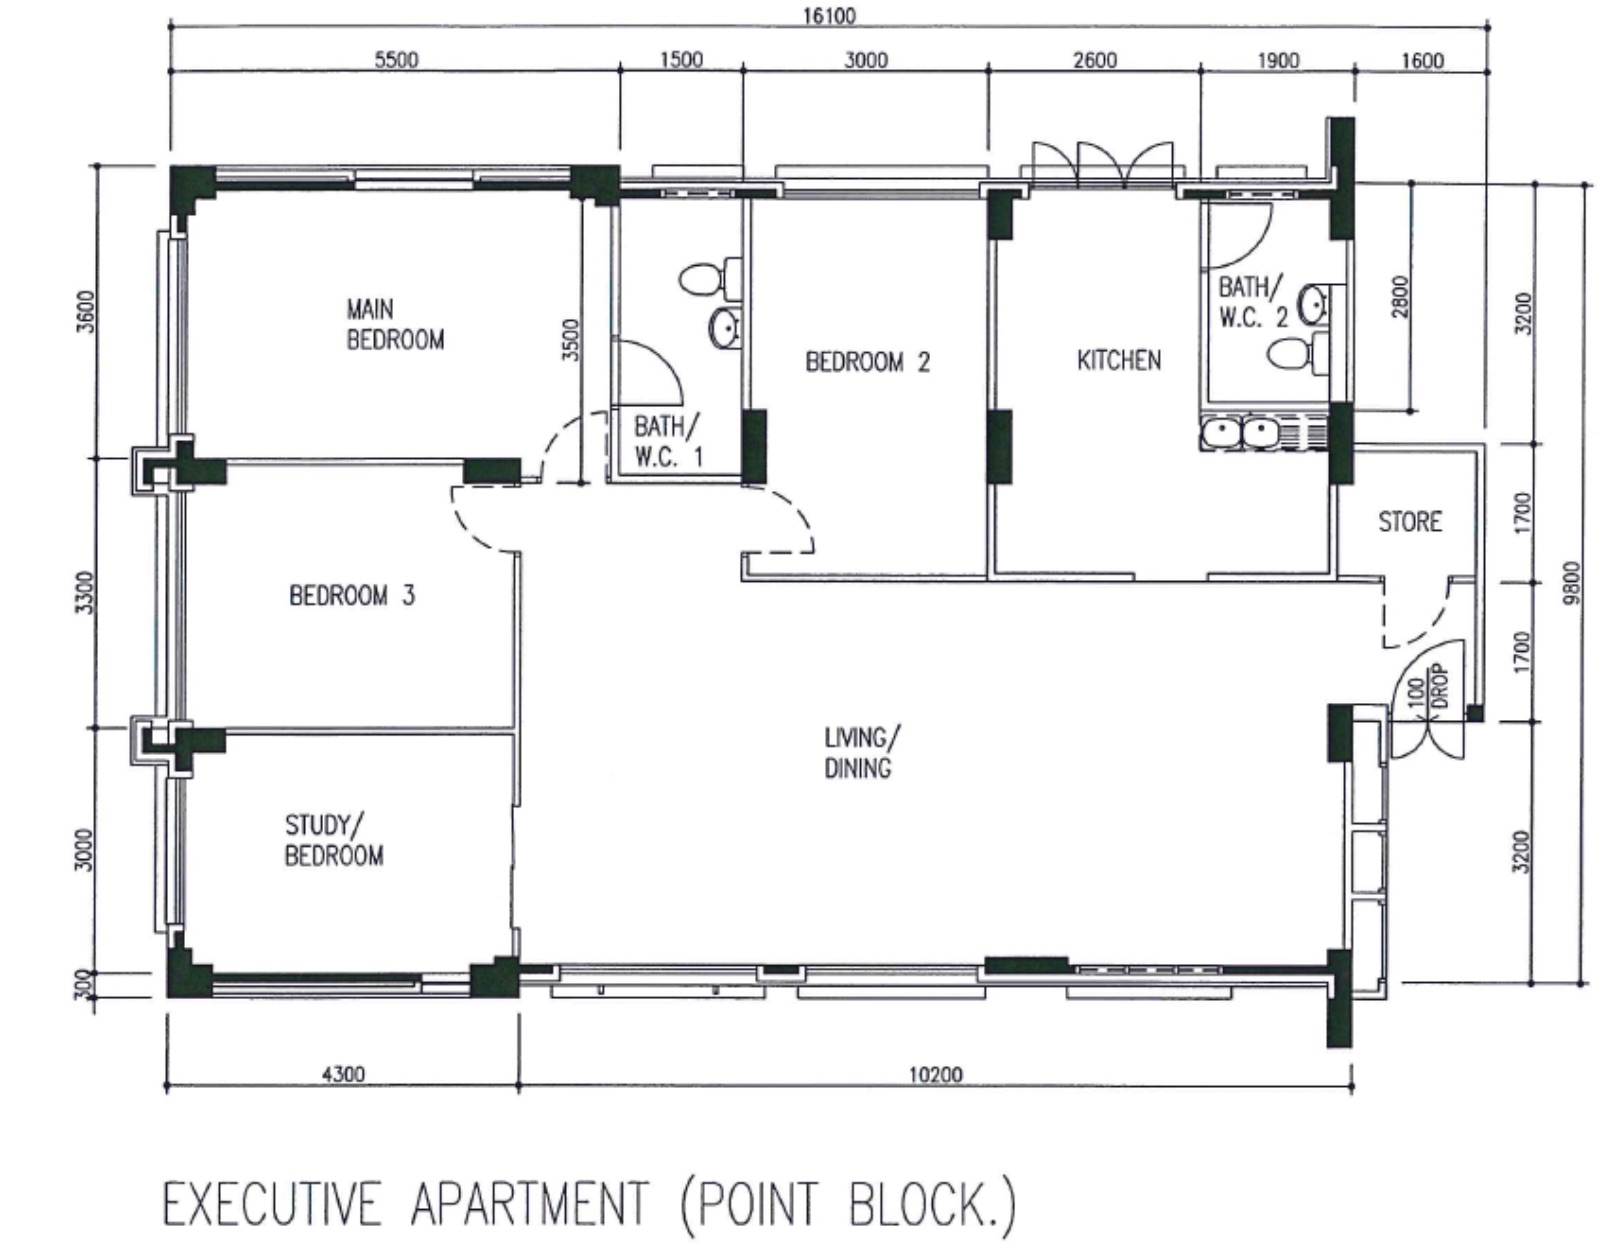 16100
5500 1500 3000 2600 1900 1600
3600
3300
3000
300
MAIN
BEDROOM
3500
BATH/
W.C. 1
BEDROOM 2
KITCHEN
BATH/
W.C. 2
2800
3200
1700
1700
3200
9800
STORE
BEDROOM 3
100
DROP
LIVING/
DINING
STUDY/
BEDROOM
4300 10200
EXECUTIVE APARTMENT (POINT BLOCK.)